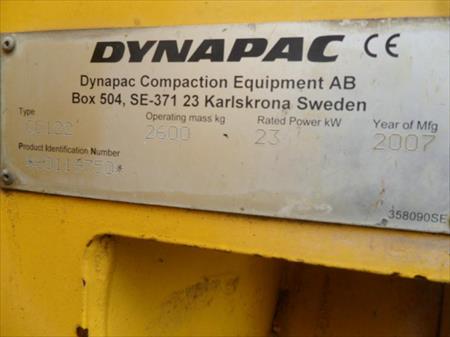 DYNAPAC CE
Dynapac Compaction Equipment AB
Box 504, SE-371 23 Karlskrona Sweden
Type Operating mass kg Rated Power kW Year of Mfg
CC122 2600 23 2007
Product Identification Number
358090SE